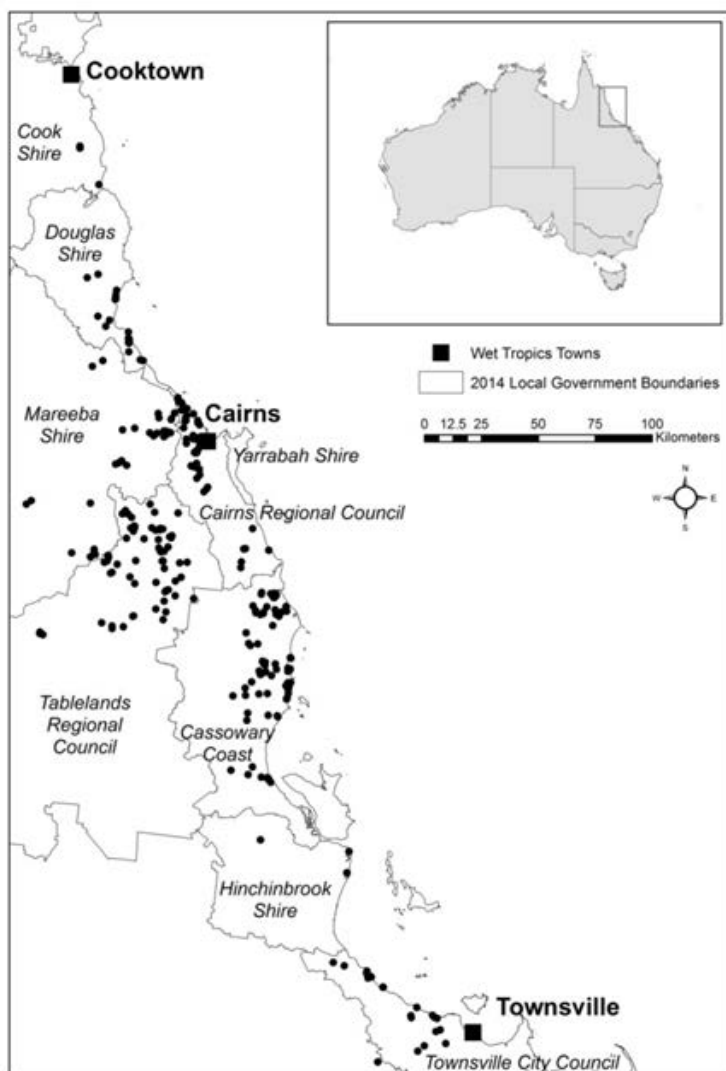 Cooktown
Cook
Shire
Douglas
Shire
Wet Tropics Towns
2014 Local Government Boundaries
0 12.5 25 50 75 100
Kilometers
N
W E
S
Mareeba
Shire
Cairns
Yarrabah Shire
Cairns Regional Council
Tablelands
Regional
Council
Cassowary
Coast
Hinchinbrook
Shire
Townsville
Townsville City Council